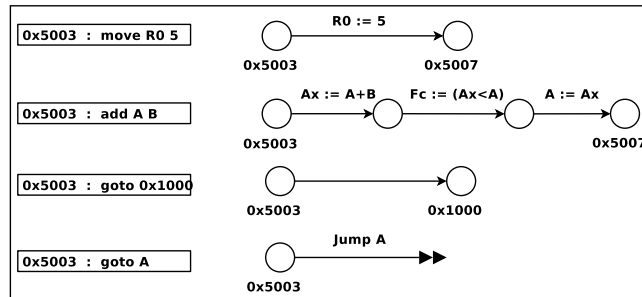 0x5003 : move R0 5
R0 := 5
0x5003
0x5007
0x5003 : add A B
Ax := A+B
Fc := (Ax<A)
A := Ax
0x5003
0x5007
0x5003 : goto 0x1000
0x5003
0x1000
0x5003 : goto A
Jump A
0x5003